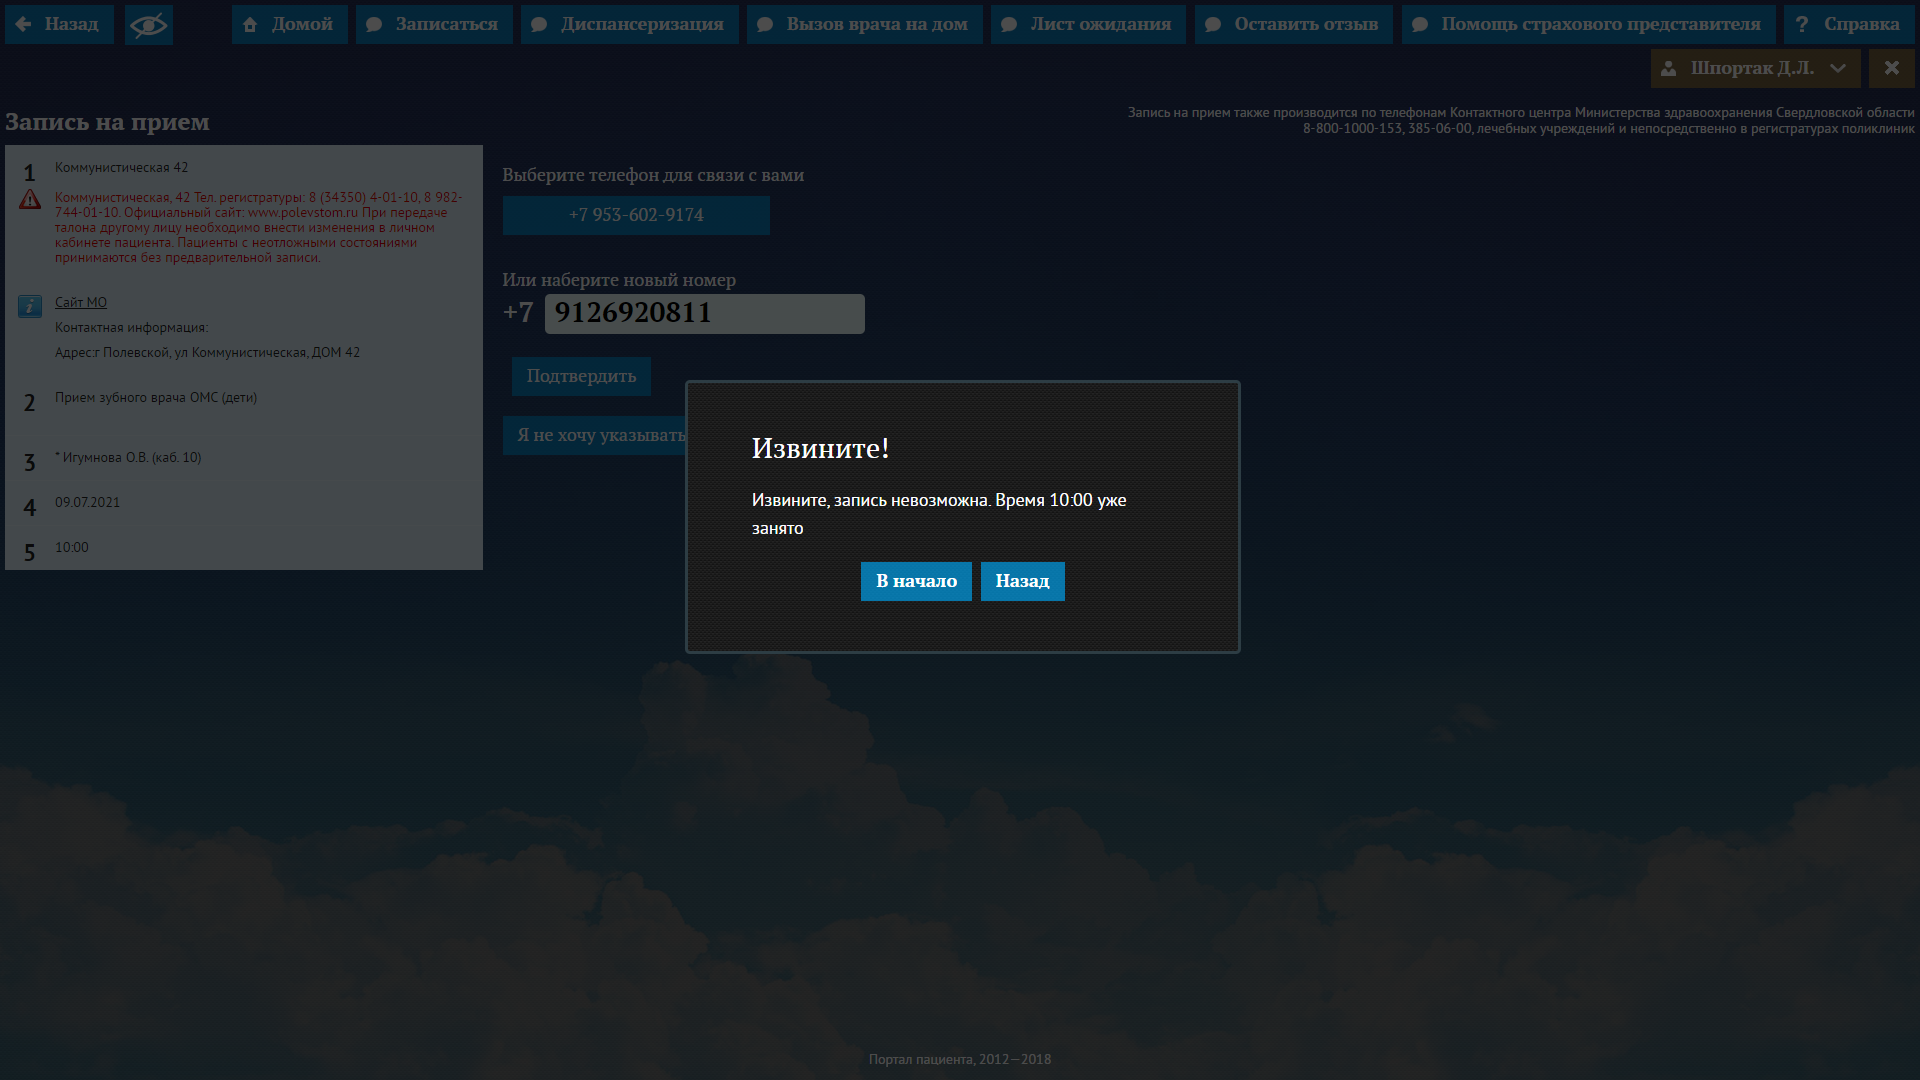 Назад
Домой
Записаться
Диспансеризация
Вызов врача на дом
Лист ожидания
Оставить отзыв
Помощь страхового представителя
Справка
Шпортак Д.Л.
Запись на прием
Запись на прием также производится по телефонам Контактного центра Министерства здравоохранения Свердловской области
8-800-1000-153, 385-06-00, лечебных учреждений и непосредственно в регистратурах поликлиник
1
Коммунистическая 42
Коммунистическая, 42 Тел. регистратуры: 8 (34350) 4-01-10, 8 982-
744-01-10. Официальный сайт: www.polevstom.ru При передаче
талона другому лицу необходимо внести изменения в личном
кабинете пациента. Пациенты с неотложными состояниями
принимаются без предварительной записи.
Сайт МО
Контактная информация:
Адрес:г Полевской, ул Коммунистическая, ДОМ 42
2
Прием зубного врача ОМС (дети)
3
* Игумнова О.В. (каб. 10)
4
09.07.2021
5
10:00
Выберите телефон для связи с вами
+7 953-602-9174
Или наберите новый номер
+7 9126920811
Подтвердить
Я не хочу указывать
Извините!
Извините, запись невозможна. Время 10:00 уже
занято
В начало
Назад
Портал пациента, 2012—2018